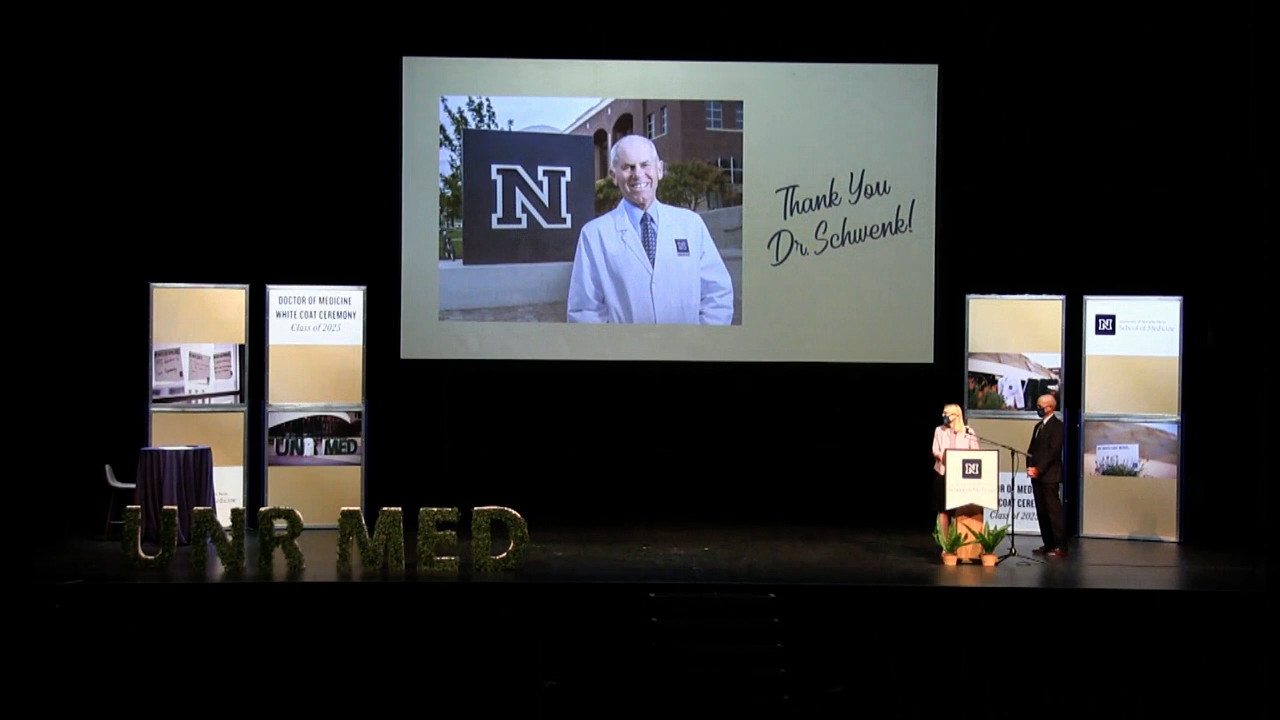 N
Thank You
Dr. Schwenk!
DOCTOR OF MEDICINE
WHITE COAT CEREMONY
Class of 2025
UNR MED
N
School of Medicine
N
UNR MED